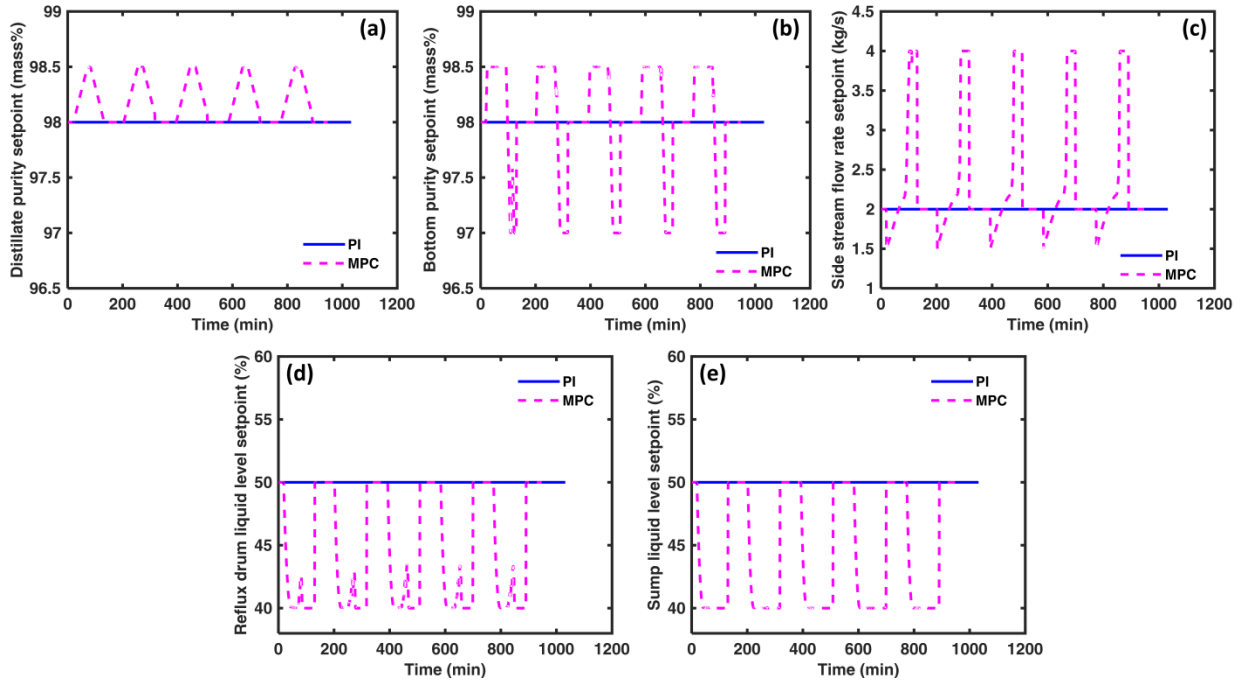 (a)
Distillate purity setpoint (mass%)
99
98.5
98
97.5
97
96.5
PI
MPC
0 200 400 600 800 1000 1200
Time (min)
(b)
Bottom purity setpoint (mass%)
99
98.5
98
97.5
97
96.5
PI
MPC
0 200 400 600 800 1000 1200
Time (min)
(c)
Side stream flow rate setpoint (kg/s)
4.5
4
3.5
3
2.5
2
1.5
1
PI
MPC
0 200 400 600 800 1000 1200
Time (min)
(d)
Reflux drum liquid level setpoint (%)
60
55
50
45
40
PI
MPC
0 200 400 600 800 1000 1200
Time (min)
(e)
Sump liquid level setpoint (%)
60
55
50
45
40
PI
MPC
0 200 400 600 800 1000 1200
Time (min)